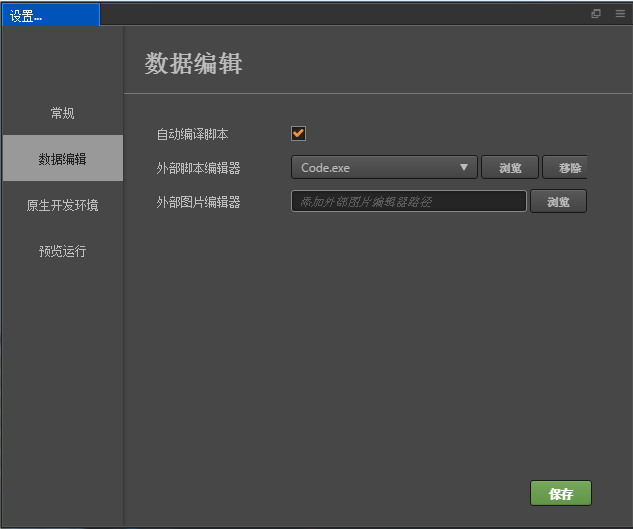 设置...
数据编辑
常规
数据编辑
原生开发环境
预览运行
自动编译脚本
外部脚本编辑器 Code.exe 浏览 移除
外部图片编辑器 添加外部图片编辑器路径 浏览
保存